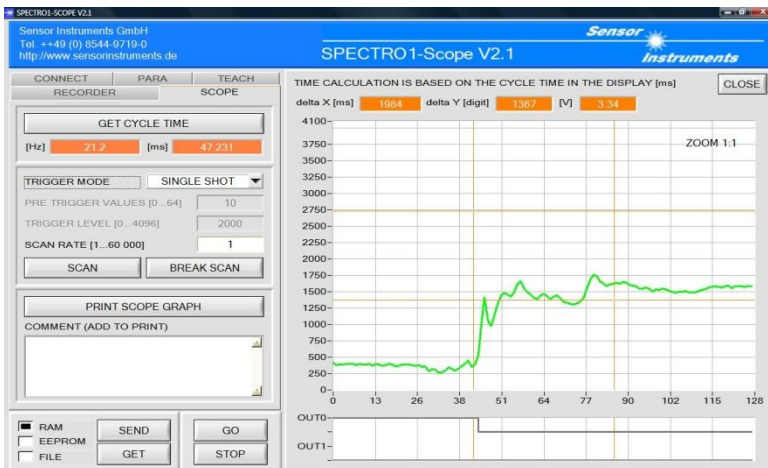 SPECTRO1-SCOPE V2.1
Sensor Instruments GmbH
Tel. ++49 (0) 8544-9719-0
http://www.sensorinstruments.de
SPECTRO1-Scope V2.1
Sensor
Instruments
CONNECT PARA TEACH
RECORDER SCOPE
GET CYCLE TIME
[Hz] 21.2 [ms] 47.231
TRIGGER MODE SINGLE SHOT
PRE TRIGGER VALUES [0...64] 10
TRIGGER LEVEL [0...4096] 2000
SCAN RATE [1...60 000] 1
SCAN BREAK SCAN
PRINT SCOPE GRAPH
COMMENT (ADD TO PRINT)
RAM
EEPROM
FILE
SEND GO
GET STOP
TIME CALCULATION IS BASED ON THE CYCLE TIME IN THE DISPLAY [ms] CLOSE
delta X [ms] 1984 delta Y [digit] 1367 [V] 3.34
ZOOM 1:1
4100-
3750-
3500-
3250-
3000-
2750-
2500-
2250-
2000-
1750-
1500-
1250-
1000-
750-
500-
250-
0-
0 13 26 38 51 64 77 90 102 115 128
OUT0-
OUT1-